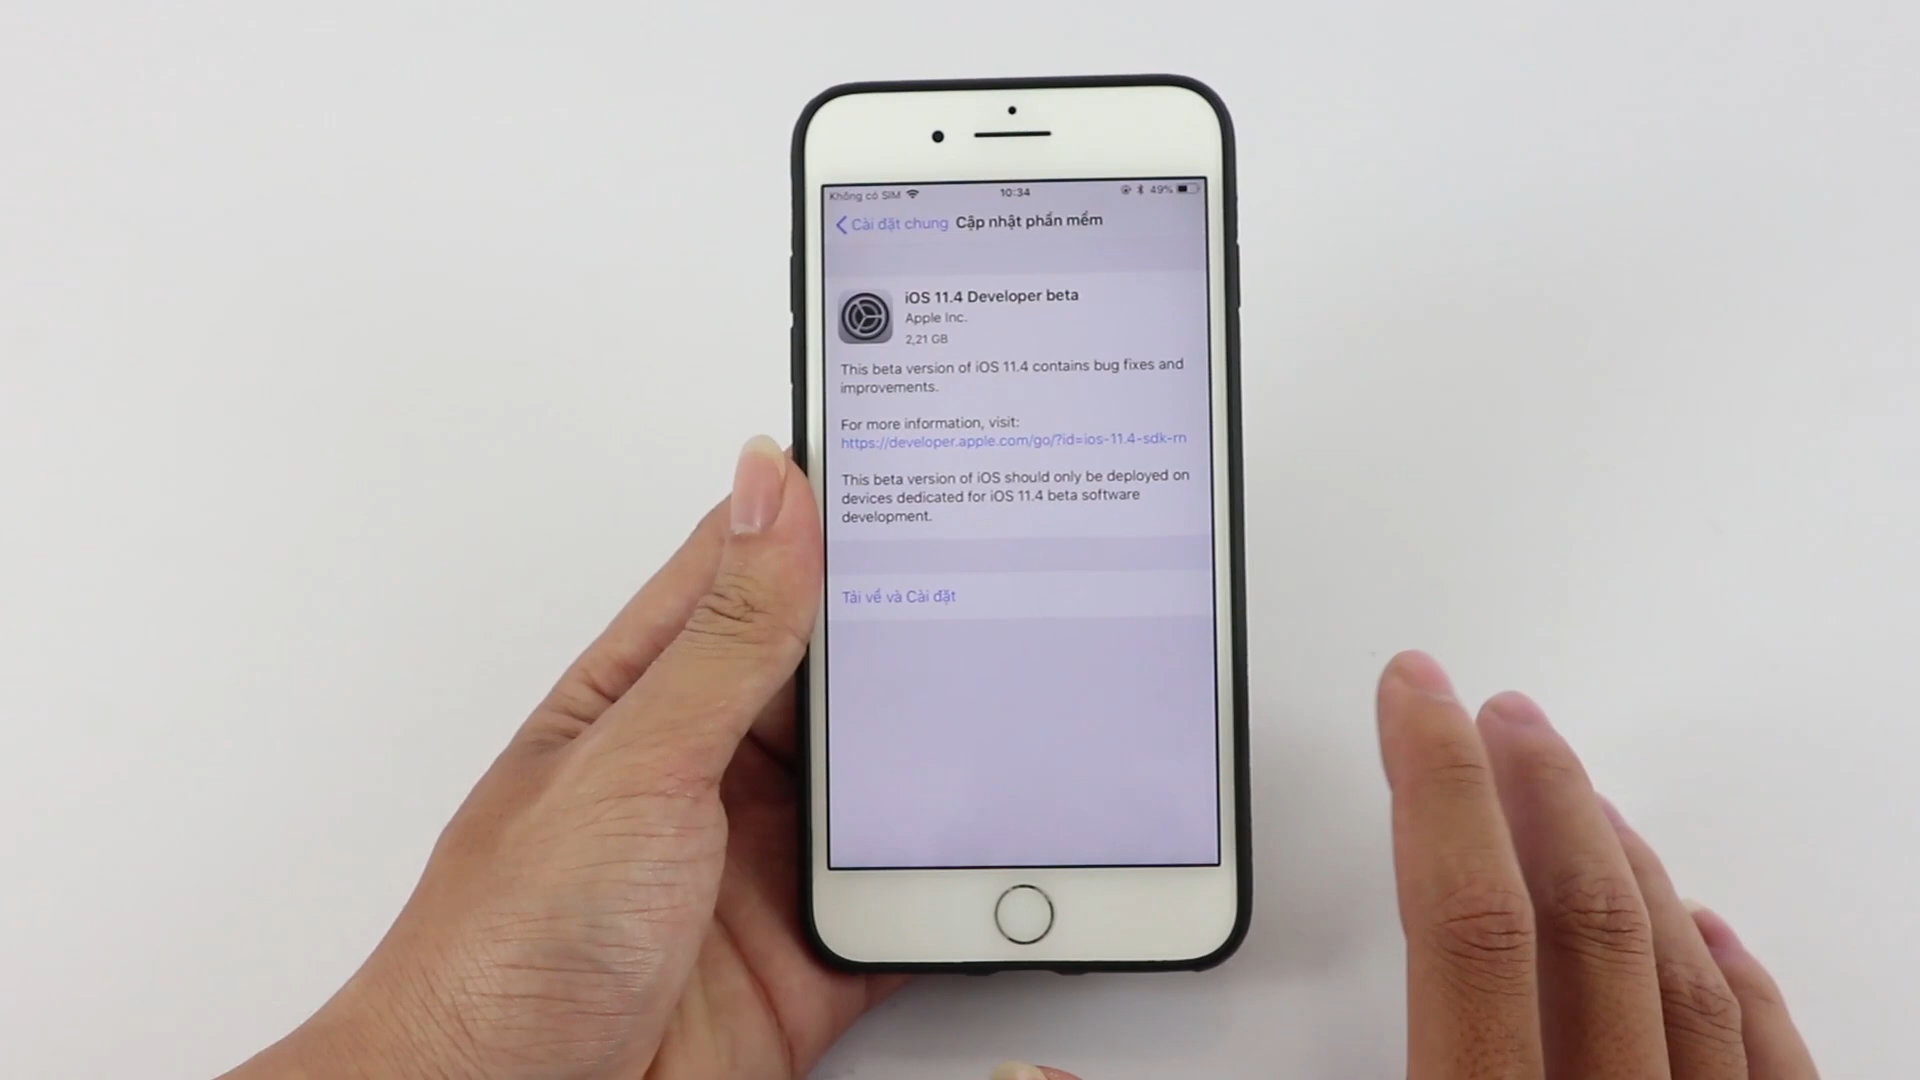 Không có SIM 10:34 49%
Cài đặt chung Cập nhật phần mềm
iOS 11.4 Developer beta
Apple Inc.
2,21 GB
This beta version of iOS 11.4 contains bug fixes and
improvements.
For more information, visit:
https://developer.apple.com/go/?id=ios-11.4-sdk-rn
This beta version of iOS should only be deployed on
devices dedicated for iOS 11.4 beta software
development.
Tải về và Cài đặt